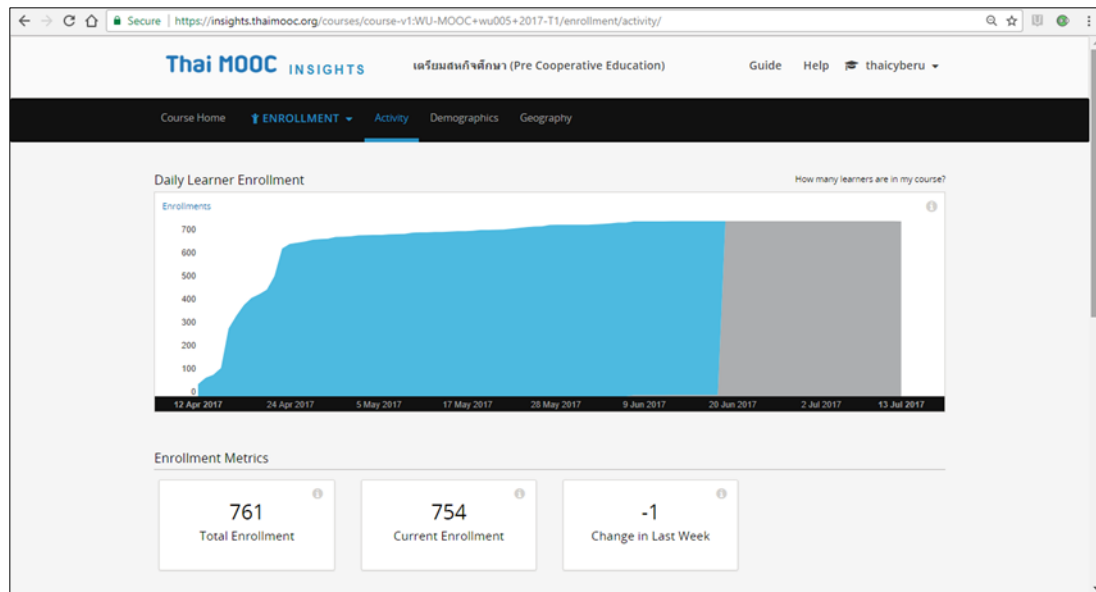 Secure | https://insights.thaimooc.org/courses/course-v1:WU-MOOC+wu005+2017-T1/enrollment/activity/
Thai MOOC INSIGHTS เตรียมสหกิจศึกษา (Pre Cooperative Education) Guide Help thaicyberu
Course Home ENROLLMENT Activity Demographics Geography
Daily Learner Enrollment How many learners are in my course?
Enrollments
700
600
500
400
300
200
100
0
12 Apr 2017 24 Apr 2017 5 May 2017 17 May 2017 28 May 2017 9 Jun 2017 20 Jun 2017 2 Jul 2017 13 Jul 2017
Enrollment Metrics
761 754 -1
Total Enrollment Current Enrollment Change in Last Week